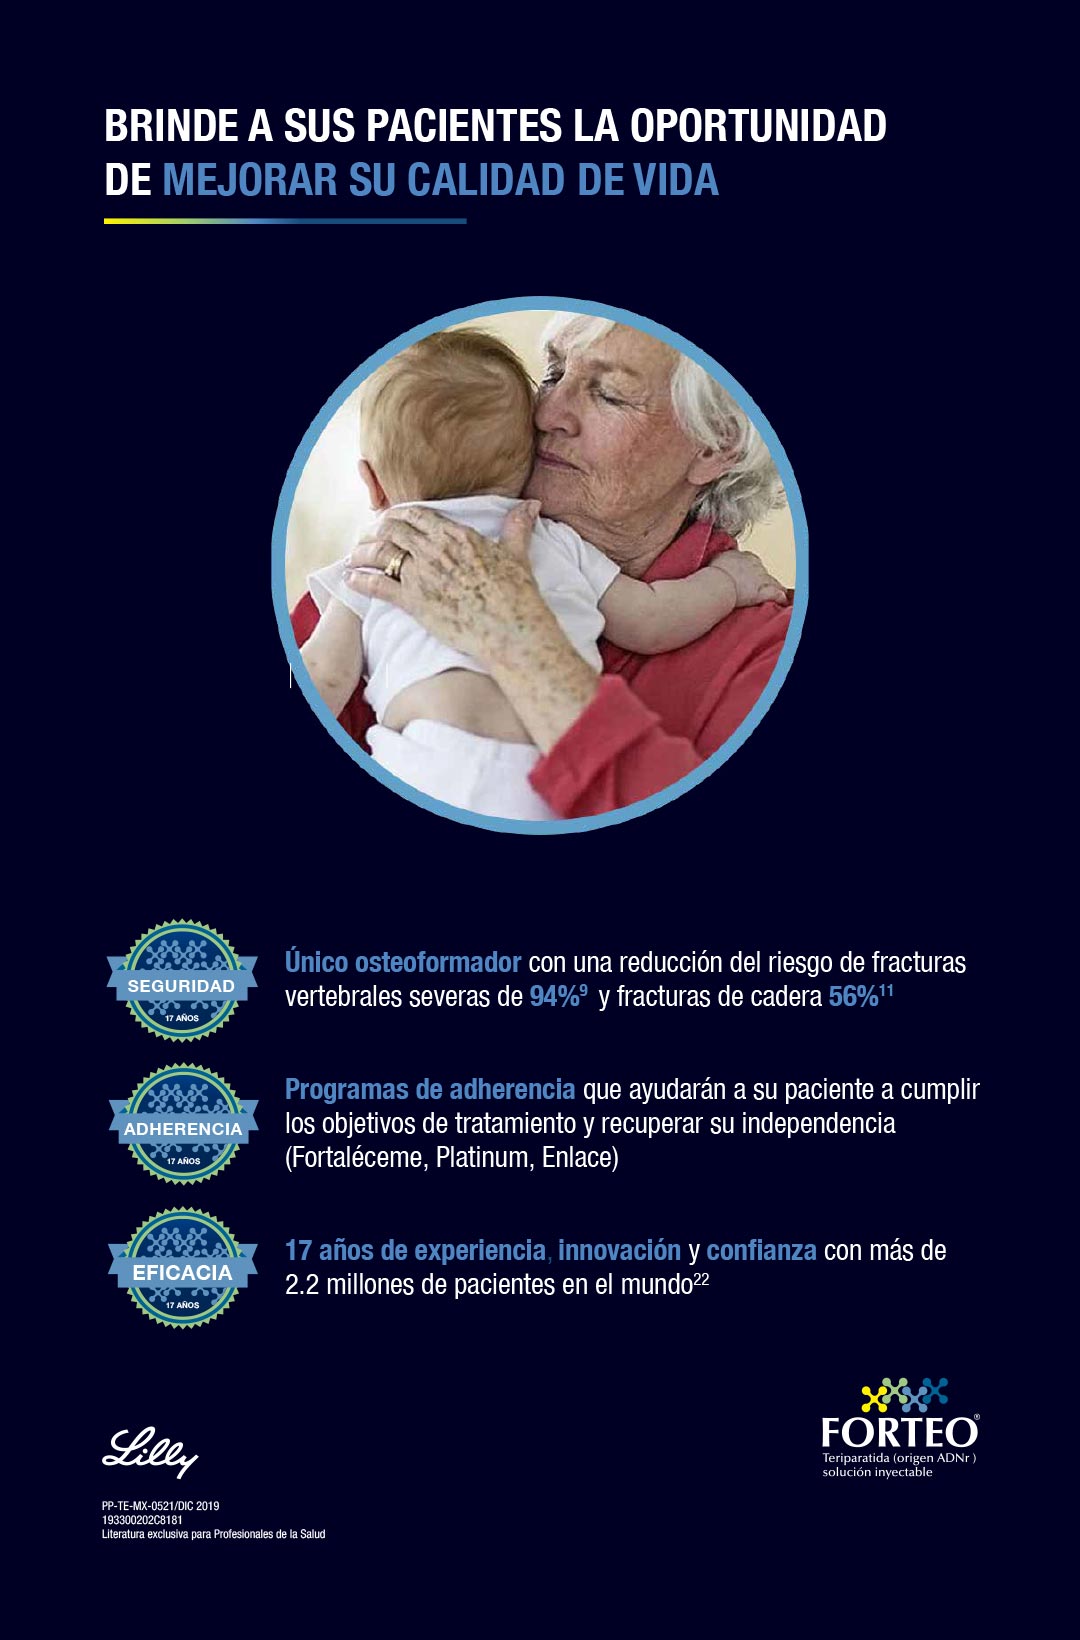 BRINDE A SUS PACIENTES LA OPORTUNIDAD
DE MEJORAR SU CALIDAD DE VIDA
SEGURIDAD
17 AÑOS
Único osteoformador con una reducción del riesgo de fracturas
vertebrales severas de 94%⁹ y fracturas de cadera 56%¹¹
ADHERENCIA
17 AÑOS
Programas de adherencia que ayudarán a su paciente a cumplir
los objetivos de tratamiento y recuperar su independencia
(Fortaléceme, Platinum, Enlace)
EFICACIA
17 AÑOS
17 años de experiencia, innovación y confianza con más de
2.2 millones de pacientes en el mundo²²
FORTEO®
Teriparatida (origen ADNr )
solución inyectable
Lilly
PP-TE-MX-0521/DIC 2019
193300202C8181
Literatura exclusiva para Profesionales de la Salud